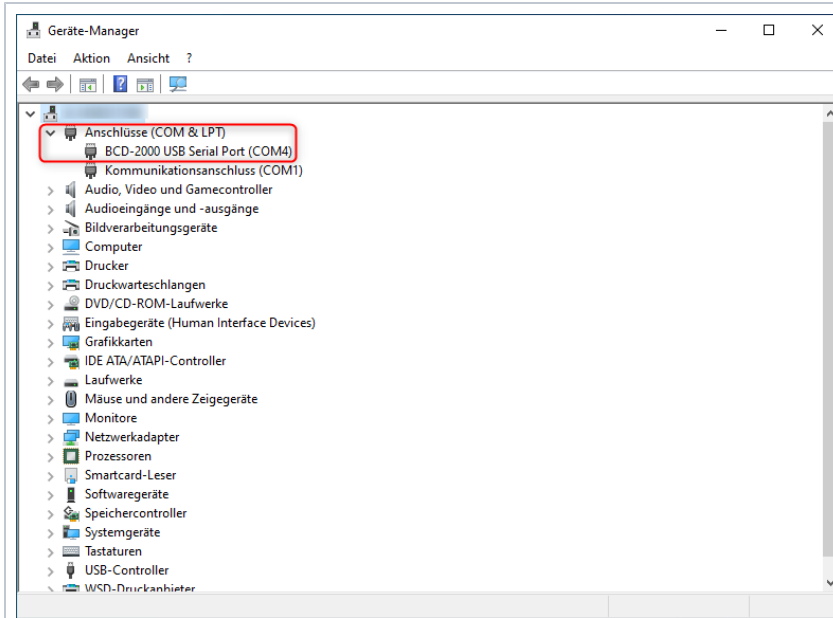 Geräte-Manager
Datei Aktion Ansicht ?
Anschlüsse (COM & LPT)
BCD-2000 USB Serial Port (COM4)
Kommunikationsanschluss (COM1)
Audio, Video und Gamecontroller
Audioeingänge und -ausgänge
Bildverarbeitungsgeräte
Computer
Drucker
Druckwarteschlangen
DVD/CD-ROM-Laufwerke
Eingabegeräte (Human Interface Devices)
Grafikkarten
IDE ATA/ATAPI-Controller
Laufwerke
Mäuse und andere Zeigegeräte
Monitore
Netzwerkadapter
Prozessoren
Smartcard-Leser
Softwaregeräte
Speichercontroller
Systemgeräte
Tastaturen
USB-Controller
WSD-Druckanbieter